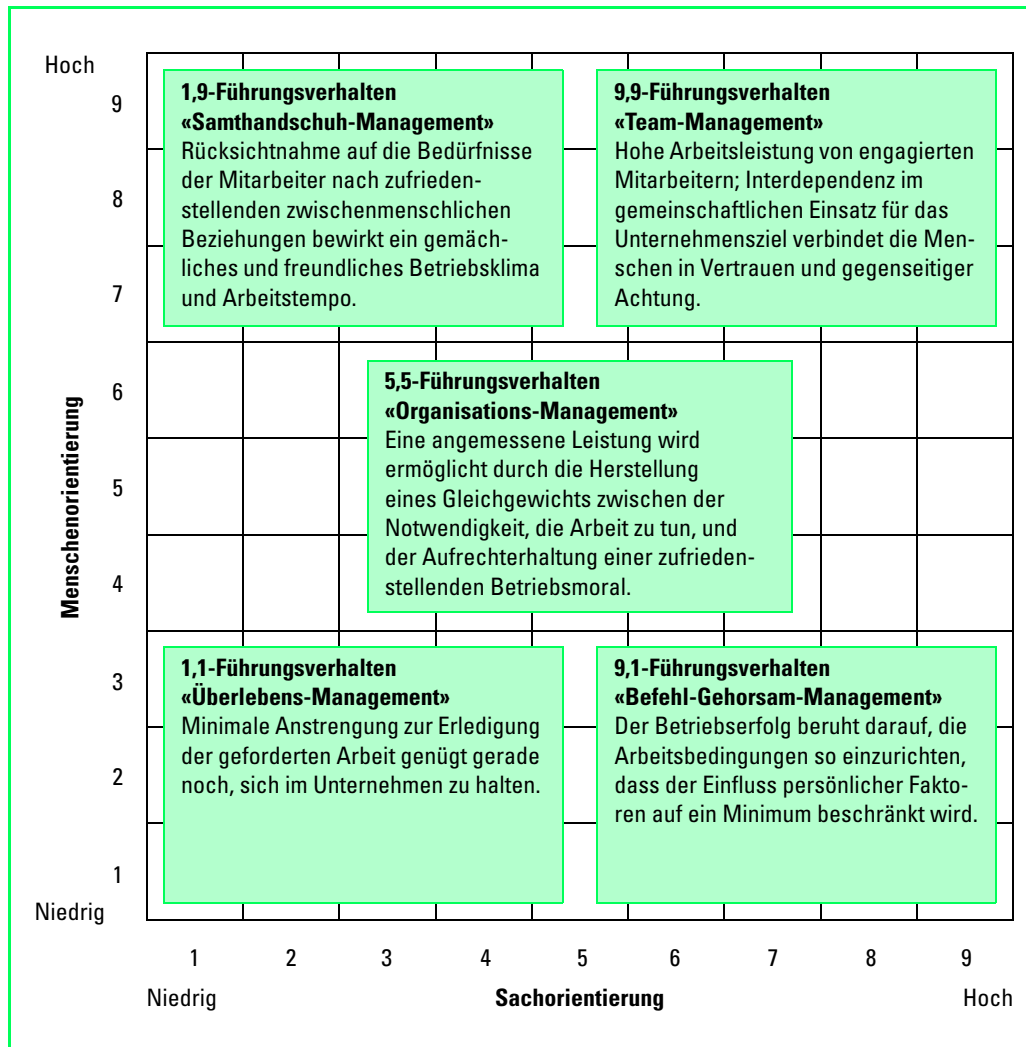 Hoch
9
8
7
6
5
4
3
2
1
Niedrig
Menschenorientierung
1,9-Führungsverhalten
«Samthandschuh-Management»
Rücksichtnahme auf die Bedürfnisse
der Mitarbeiter nach zufrieden-
stellenden zwischenmenschlichen
Beziehungen bewirkt ein gemäch-
liches und freundliches Betriebsklima
und Arbeitstempo.
9,9-Führungsverhalten
«Team-Management»
Hohe Arbeitsleistung von engagierten
Mitarbeitern; Interdependenz im
gemeinschaftlichen Einsatz für das
Unternehmensziel verbindet die Men-
schen in Vertrauen und gegenseitiger
Achtung.
5,5-Führungsverhalten
«Organisations-Management»
Eine angemessene Leistung wird
ermöglicht durch die Herstellung
eines Gleichgewichts zwischen der
Notwendigkeit, die Arbeit zu tun, und
der Aufrechterhaltung einer zufrieden-
stellenden Betriebsmoral.
1,1-Führungsverhalten
«Überlebens-Management»
Minimale Anstrengung zur Erledigung
der geforderten Arbeit genügt gerade
noch, sich im Unternehmen zu halten.
9,1-Führungsverhalten
«Befehl-Gehorsam-Management»
Der Betriebserfolg beruht darauf, die
Arbeitsbedingungen so einzurichten,
dass der Einfluss persönlicher Fakto-
ren auf ein Minimum beschränkt wird.
1 2 3 4 5 6 7 8 9
Niedrig Sachorientierung Hoch